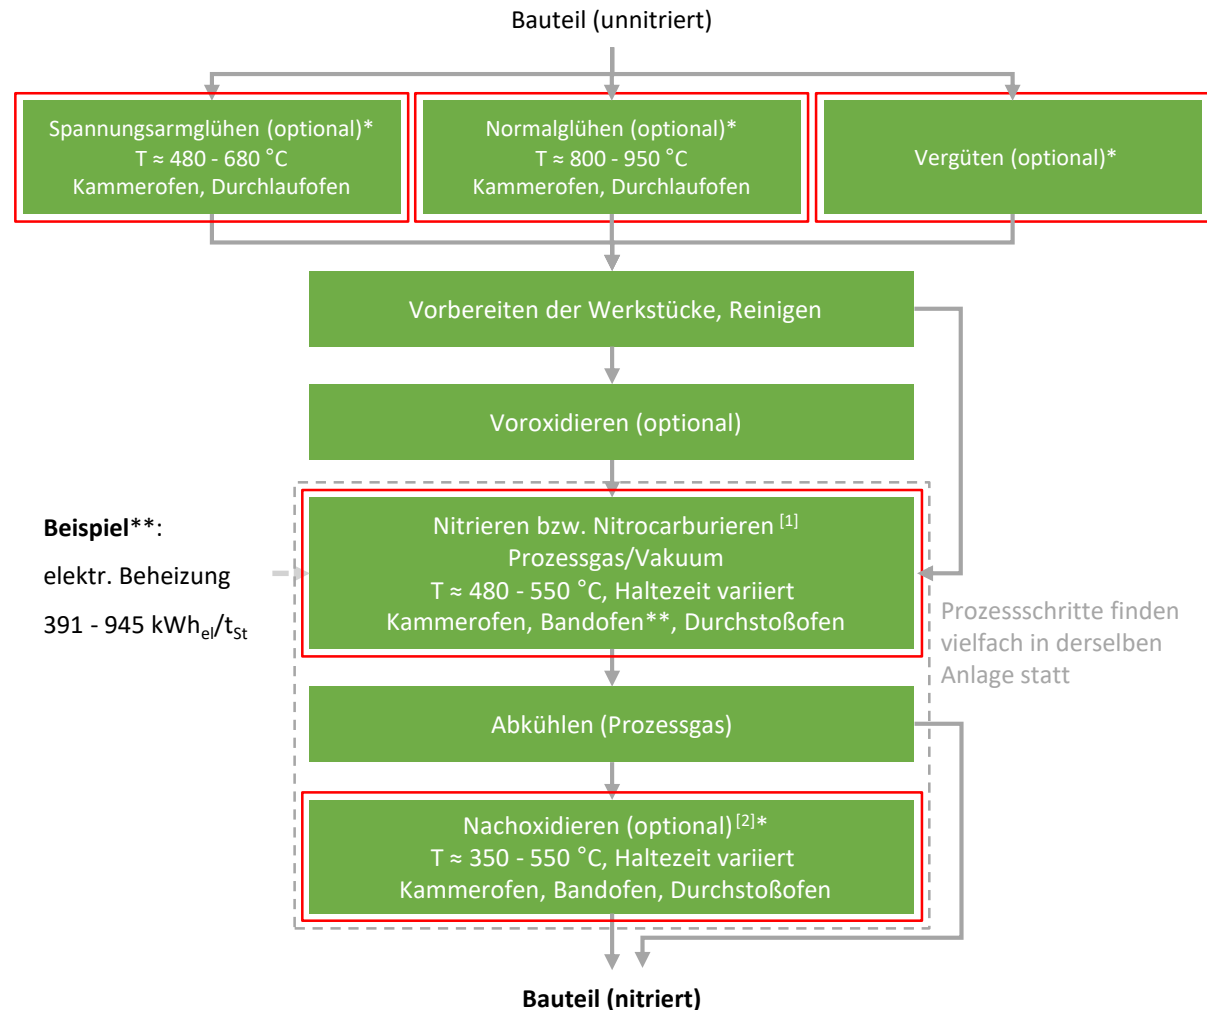 Bauteil (unnitriert)
Spannungsarmglühen (optional)*
T ≈ 480 - 680 °C
Kammerofen, Durchlaufofen
Normalglühen (optional)*
T ≈ 800 - 950 °C
Kammerofen, Durchlaufofen
Vergüten (optional)*
Vorbereiten der Werkstücke, Reinigen
Voroxidieren (optional)
Beispiel**:
elektr. Beheizung
391 - 945 kWhel/tSt
Nitrieren bzw. Nitrocarburieren [1]
Prozessgas/Vakuum
T ≈ 480 - 550 °C, Haltezeit variiert
Kammerofen, Bandofen**, Durchstoßofen
Prozessschritte finden
vielfach in derselben
Anlage statt
Abkühlen (Prozessgas)
Nachoxidieren (optional) [2]*
T ≈ 350 - 550 °C, Haltezeit variiert
Kammerofen, Bandofen, Durchstoßofen
Bauteil (nitriert)